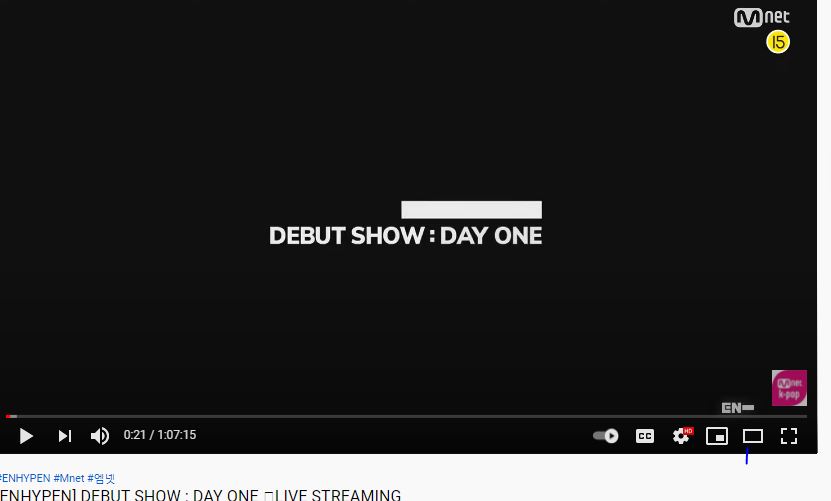 Mnet
15
DEBUT SHOW : DAY ONE
Mnet
k-pop
EN-
0:21 / 1:07:15
CC
HD
#ENHYPEN #Mnet #엠넷
ENHYPEN] DEBUT SHOW : DAY ONE □LIVE STREAMING